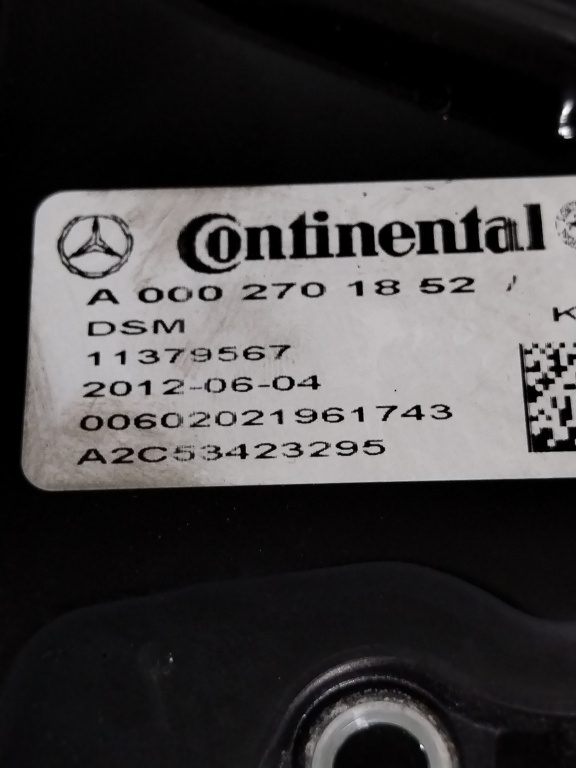 Continental
A 000 270 18 52 /
K
DSM
11379567
2012-06-04
00602021961743
A2C53423295